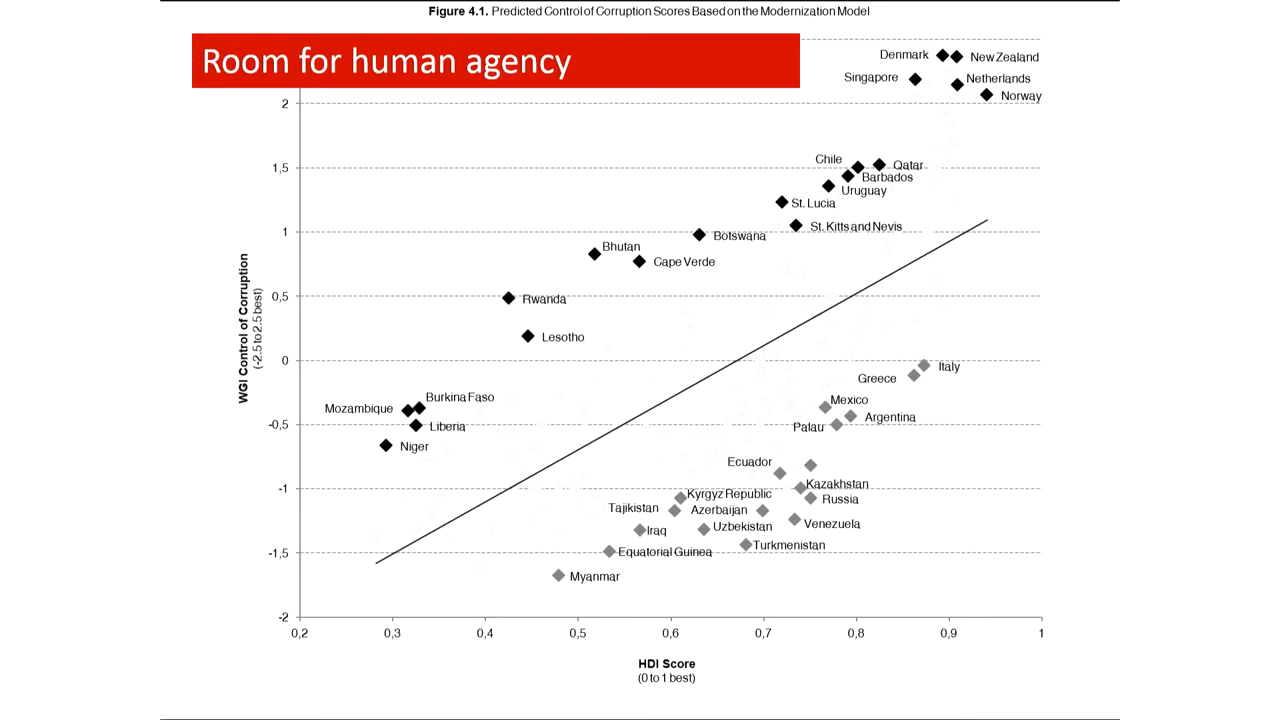 Figure 4.1. Predicted Control of Corruption Scores Based on the Modernization Model
Room for human agency
Denmark
New Zealand
Singapore
Netherlands
Norway
2
Chile
Qatar
1,5
Barbados
Uruguay
St. Lucia
St. Kitts and Nevis
1
Botswana
Bhutan
Cape Verde
0,5
Rwanda
Lesotho
WGI Control of Corruption
(-2.5 to 2.5 best)
0
Italy
Greece
Burkina Faso
Mexico
Mozambique
Argentina
-0,5
Liberia
Palau
Niger
Ecuador
Kazakhstan
-1
Kyrgyz Republic
Russia
Tajikistan
Azerbaijan
Venezuela
Uzbekistan
Iraq
Turkmenistan
-1,5
Equatorial Guinea
Myanmar
-2
0,2 0,3 0,4 0,5 0,6 0,7 0,8 0,9 1
HDI Score
(0 to 1 best)